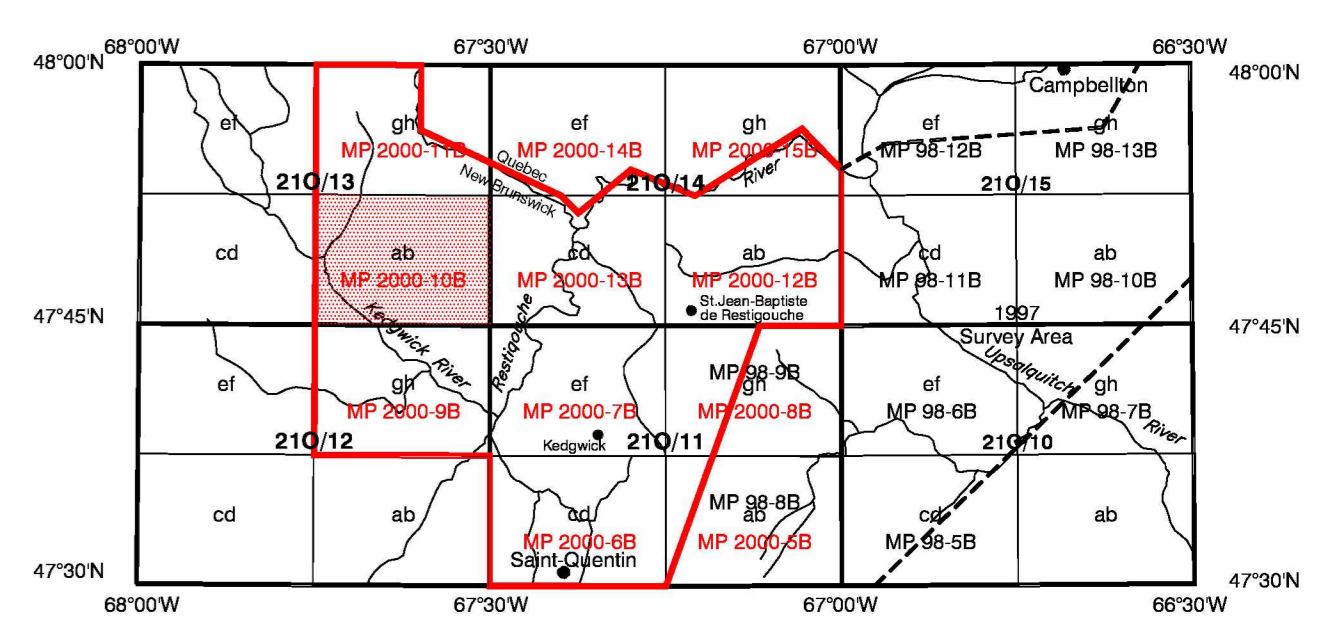 68°00'W 67°30'W 67°00'W 66°30'W
48°00'N 48°00'N
Campbellton
ef gh ef gh ef gh
MP 2000-11B MP 2000-14B MP 2000-15B MP 98-12B MP 98-13B
Quebec
New Brunswick
River
21O/13 21O/14 21O/15
cd ab cd ab cd ab
MP 2000-10B MP 2000-13B MP 2000-12B MP 98-11B MP 98-10B
St.Jean-Baptiste
de Restigouche
47°45'N 47°45'N
1997
Survey Area
Kedgwick River
Restigouche
Upsalquitch
River
MP 98-9B
ef gh ef gh ef gh
MP 2000-9B MP 2000-7B MP 2000-8B MP 98-6B MP 98-7B
Kedgwick
21O/12 21O/11 21O/10
MP 98-8B
cd ab cd ab cd ab
MP 2000-6B MP 2000-5B MP 98-5B
Saint-Quentin
47°30'N 47°30'N
68°00'W 67°30'W 67°00'W 66°30'W